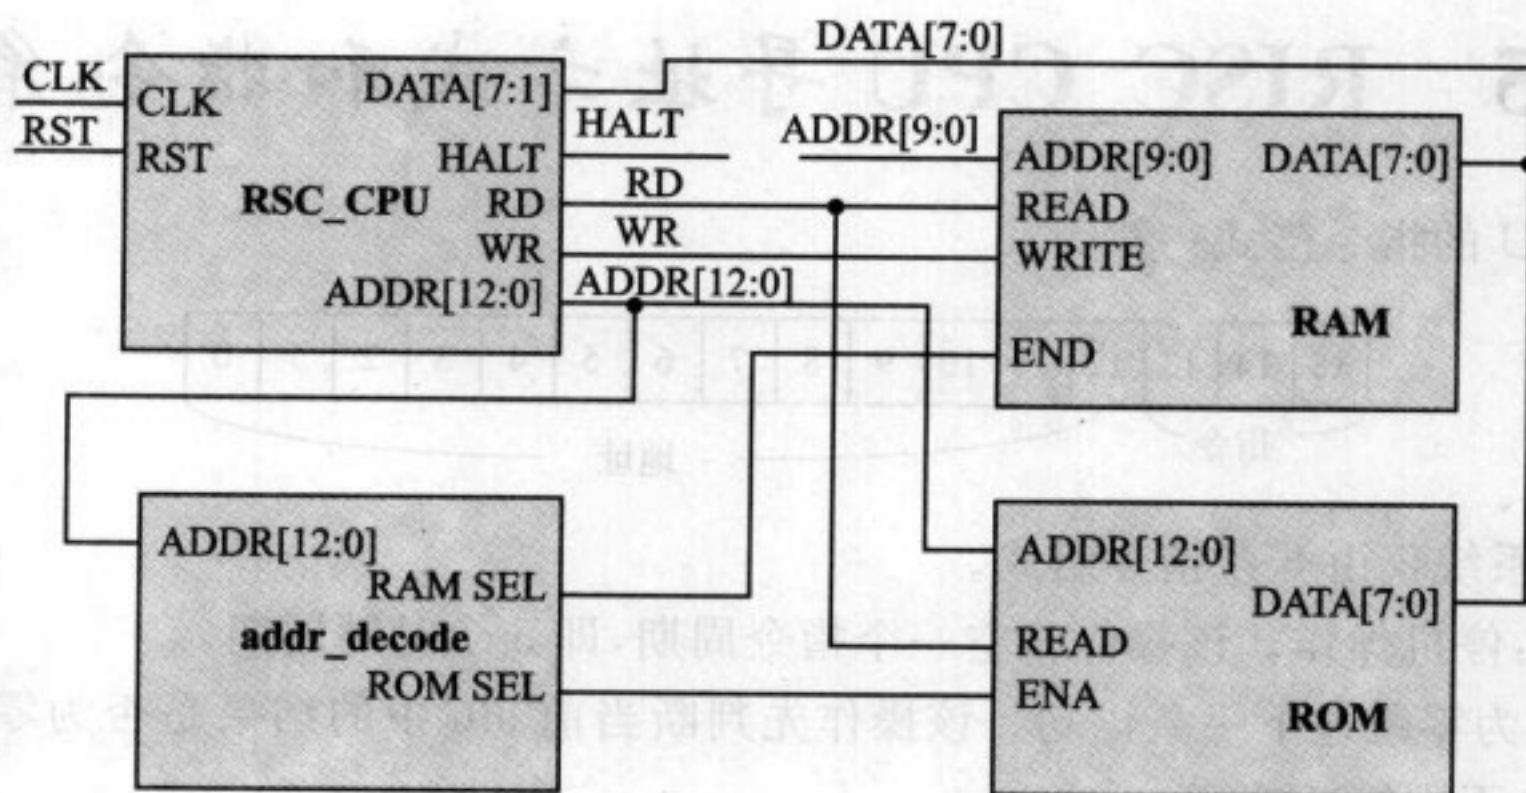 DATA[7:0]
CLK
CLK
DATA[7:1]
RST
RST
HALT
HALT
RSC_CPU
RD
RD
WR
WR
ADDR[12:0]
ADDR[12:0]
ADDR[9:0]
ADDR[9:0]
DATA[7:0]
READ
WRITE
RAM
END
ADDR[12:0]
RAM SEL
addr_decode
ROM SEL
ADDR[12:0]
DATA[7:0]
READ
ENA
ROM